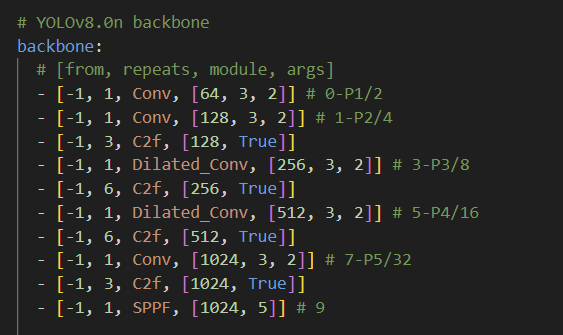 # YOLOv8.0n backbone
backbone:
# [from, repeats, module, args]
- [-1, 1, Conv, [64, 3, 2]] # 0-P1/2
- [-1, 1, Conv, [128, 3, 2]] # 1-P2/4
- [-1, 3, C2f, [128, True]]
- [-1, 1, Dilated_Conv, [256, 3, 2]] # 3-P3/8
- [-1, 6, C2f, [256, True]]
- [-1, 1, Dilated_Conv, [512, 3, 2]] # 5-P4/16
- [-1, 6, C2f, [512, True]]
- [-1, 1, Conv, [1024, 3, 2]] # 7-P5/32
- [-1, 3, C2f, [1024, True]]
- [-1, 1, SPPF, [1024, 5]] # 9